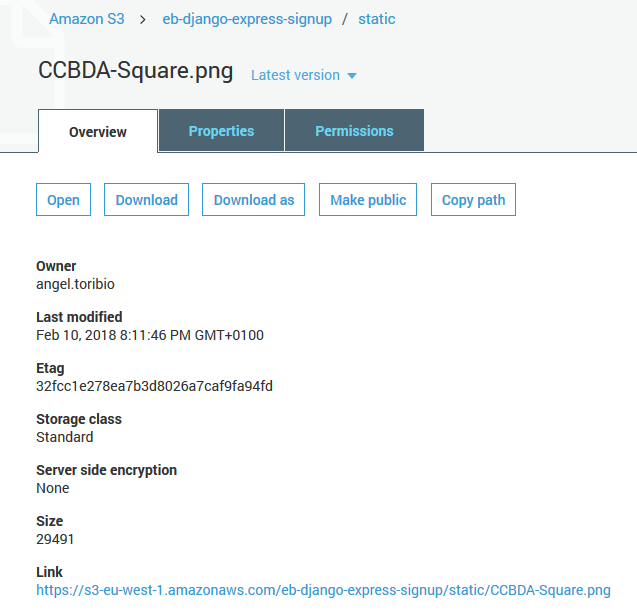 Amazon S3 > eb-django-express-signup / static
CCBDA-Square.png Latest version
Overview Properties Permissions
Open Download Download as Make public Copy path
Owner
angel.toribio
Last modified
Feb 10, 2018 8:11:46 PM GMT+0100
Etag
32fcc1e278ea7b3d8026a7caf9fa94fd
Storage class
Standard
Server side encryption
None
Size
29491
Link
https://s3-eu-west-1.amazonaws.com/eb-django-express-signup/static/CCBDA-Square.png